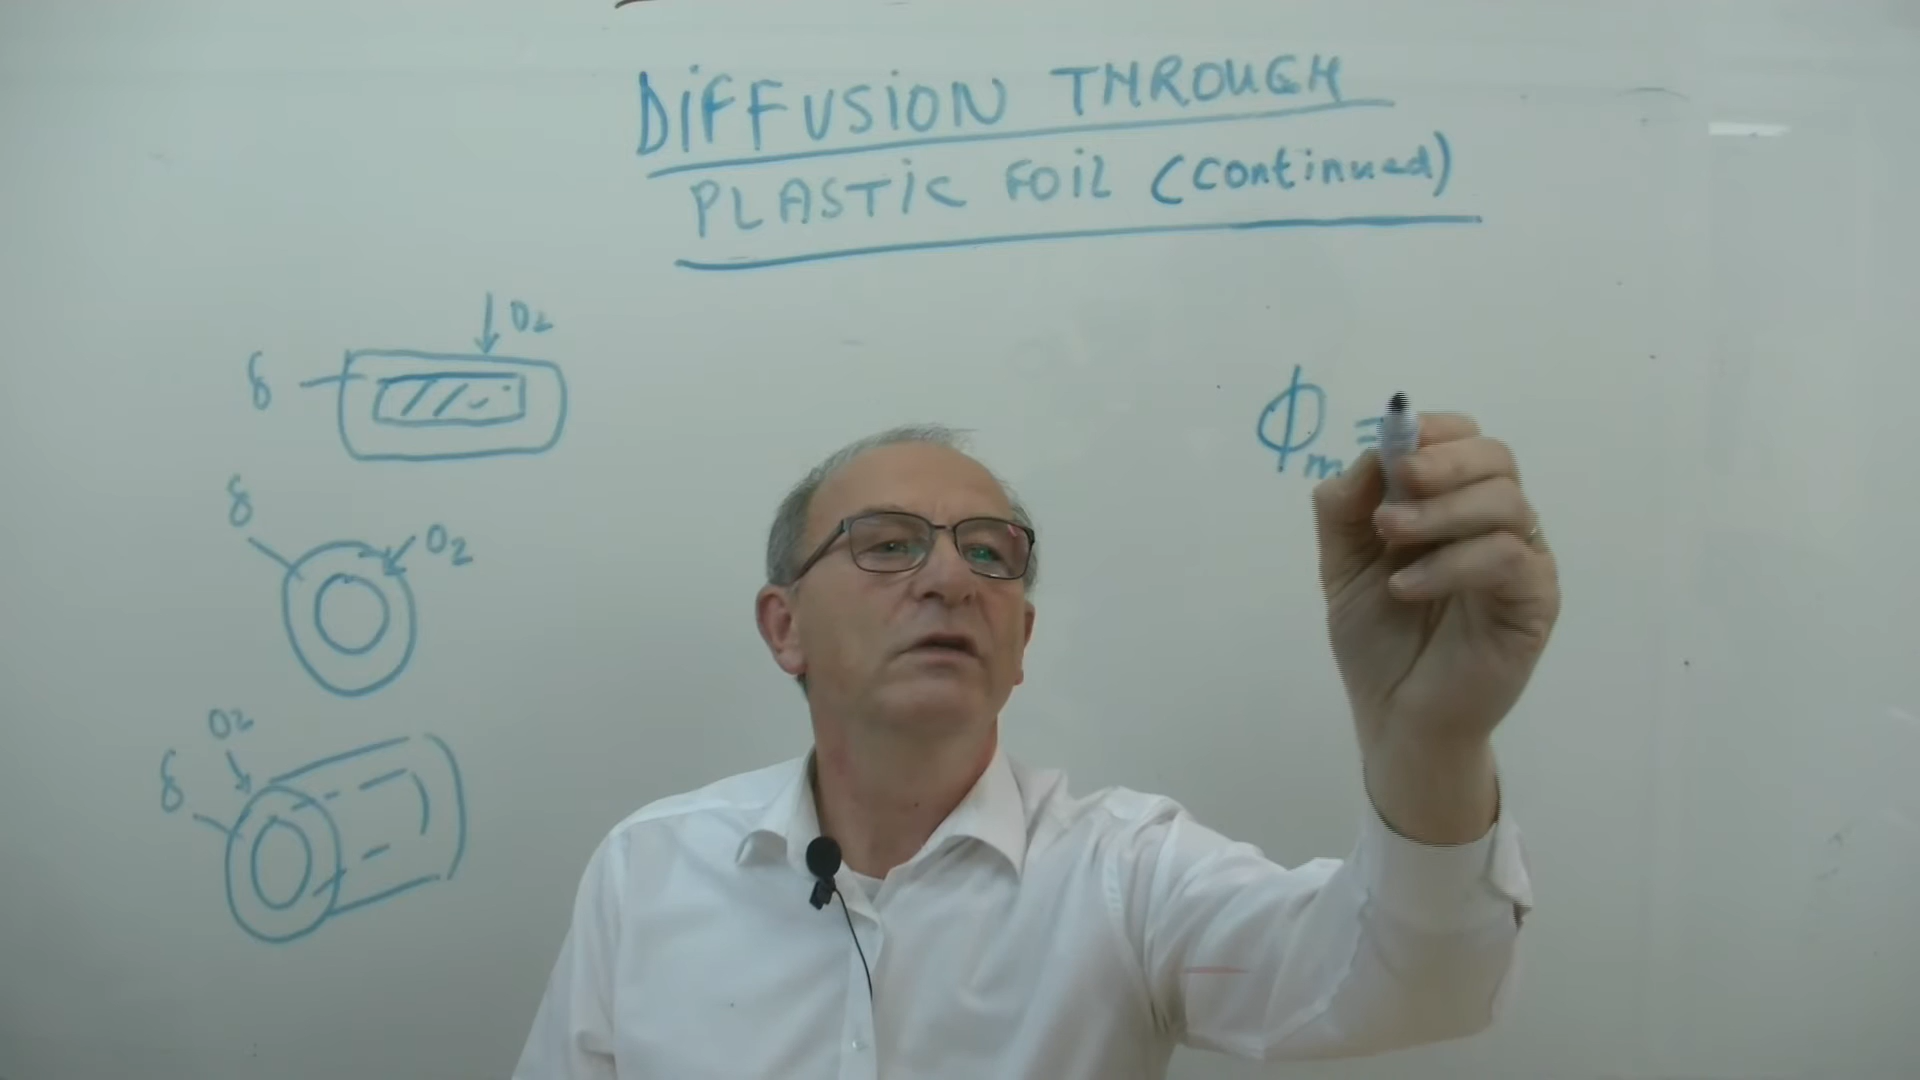 DIFFUSION THROUGH
PLASTIC FOIL (continued)
O2
δ
δ
O2
O2
δ
ϕm =